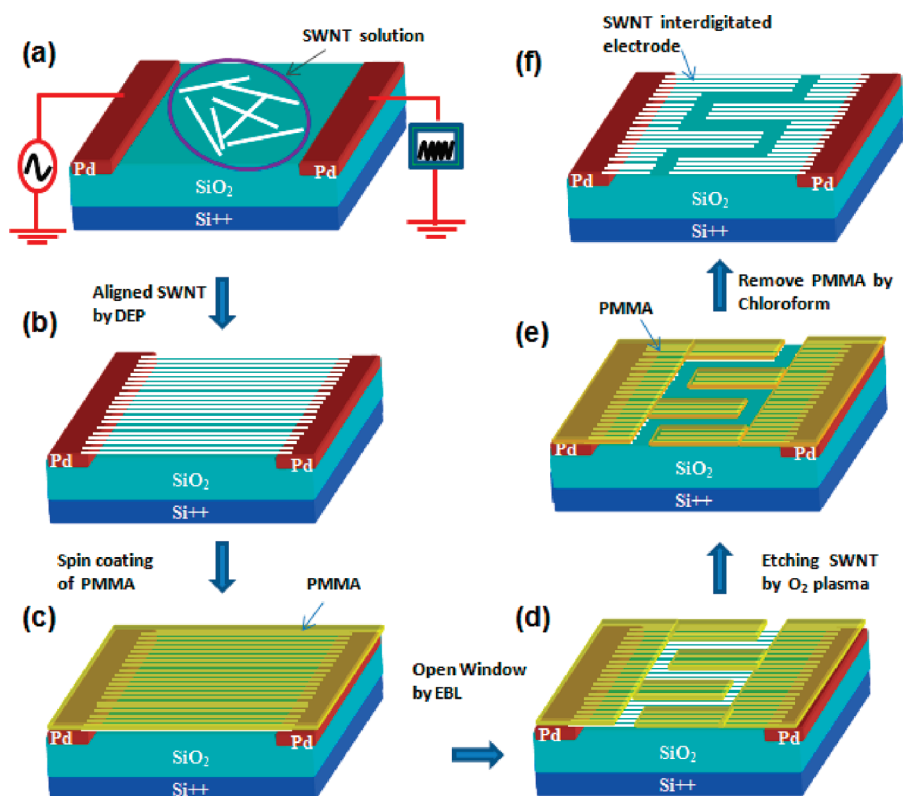 (a)
SWNT solution
Pd
Pd
SiO₂
Si++
Aligned SWNT
by DEP
(b)
Pd
Pd
SiO₂
Si++
Spin coating
of PMMA
(c)
PMMA
Pd
Pd
SiO₂
Si++
Open Window
by EBL
(d)
Pd
Pd
SiO₂
Si++
Etching SWNT
by O₂ plasma
(e)
PMMA
Pd
Pd
SiO₂
Si++
Remove PMMA by
Chloroform
(f)
SWNT interdigitated
electrode
Pd
Pd
SiO₂
Si++